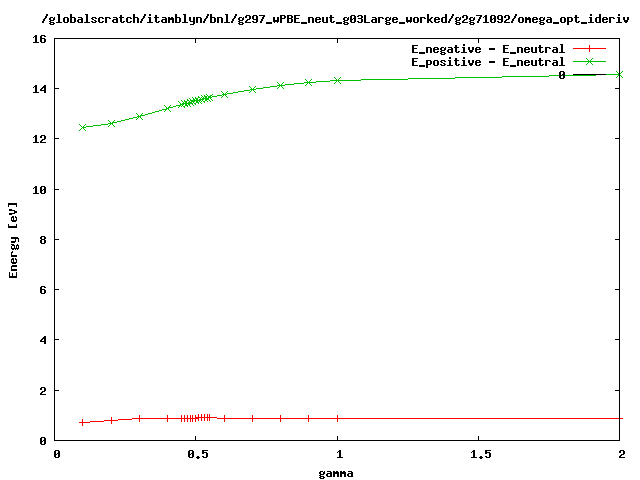 /globalscratch/itamblyn/bnl/g297_wPBE_neut_g03Large_worked/g2g71092/omega_opt_ideriv
E_negative - E_neutral
E_positive - E_neutral
0
16
14
12
10
8
6
4
2
0
Energy [eV]
0 0.5 1 1.5 2
gamma